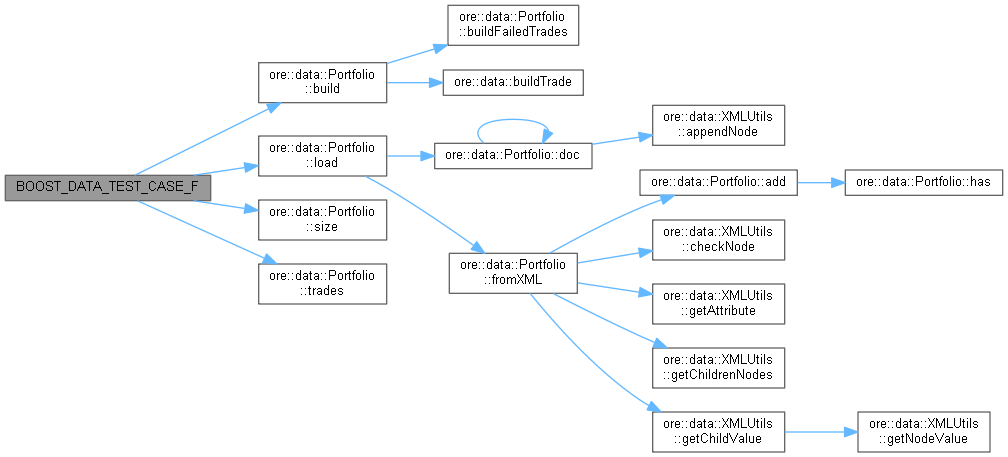 BOOST_DATA_TEST_CASE_F
ore::data::Portfolio
::build
ore::data::Portfolio
::load
ore::data::Portfolio
::size
ore::data::Portfolio
::trades
ore::data::Portfolio
::buildFailedTrades
ore::data::buildTrade
ore::data::Portfolio::doc
ore::data::Portfolio
::fromXML
ore::data::XMLUtils
::appendNode
ore::data::Portfolio::add
ore::data::XMLUtils
::checkNode
ore::data::XMLUtils
::getAttribute
ore::data::XMLUtils
::getChildrenNodes
ore::data::XMLUtils
::getChildValue
ore::data::Portfolio::has
ore::data::XMLUtils
::getNodeValue